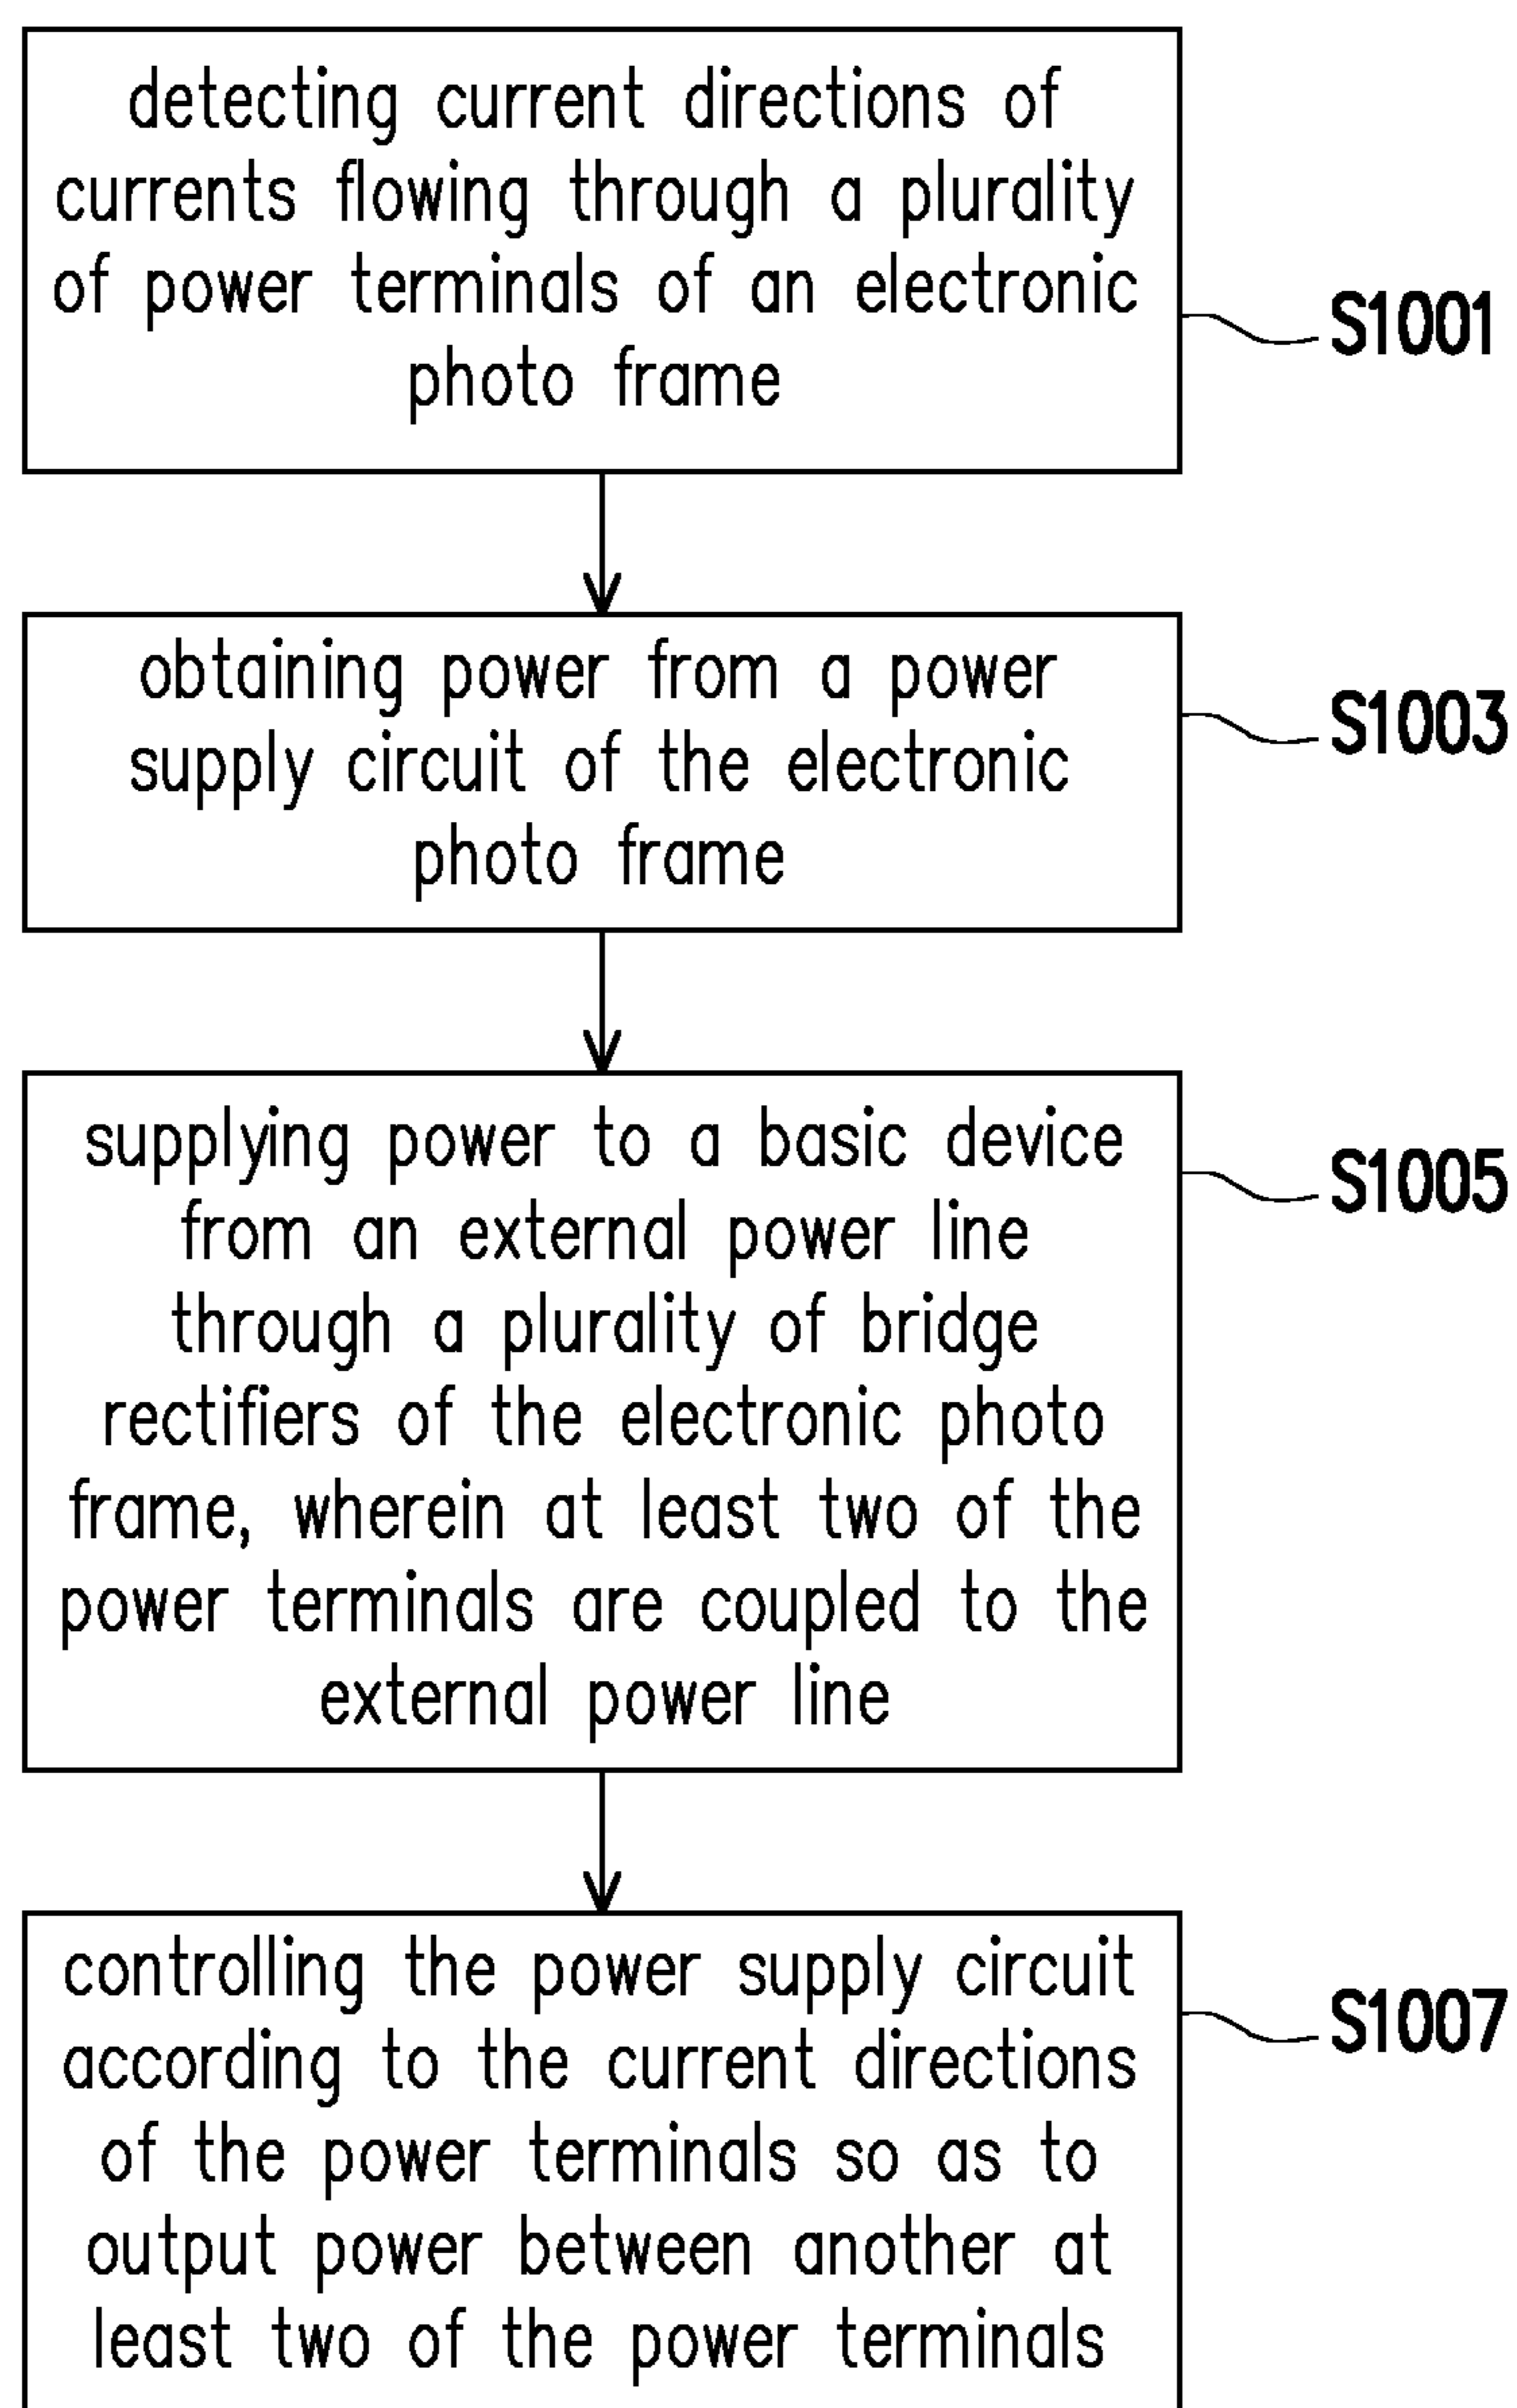 detecting current directions of
currents flowing through a plurality
of power terminals of an electronic
photo frame
S1001
obtaining power from a power
supply circuit of the electronic
photo frame
S1003
supplying power to a basic device
from an external power line
through a plurality of bridge
rectifiers of the electronic photo
frame, wherein at least two of the
power terminals are coupled to the
external power line
S1005
controlling the power supply circuit
according to the current directions
of the power terminals so as to
output power between another at
least two of the power terminals
S1007